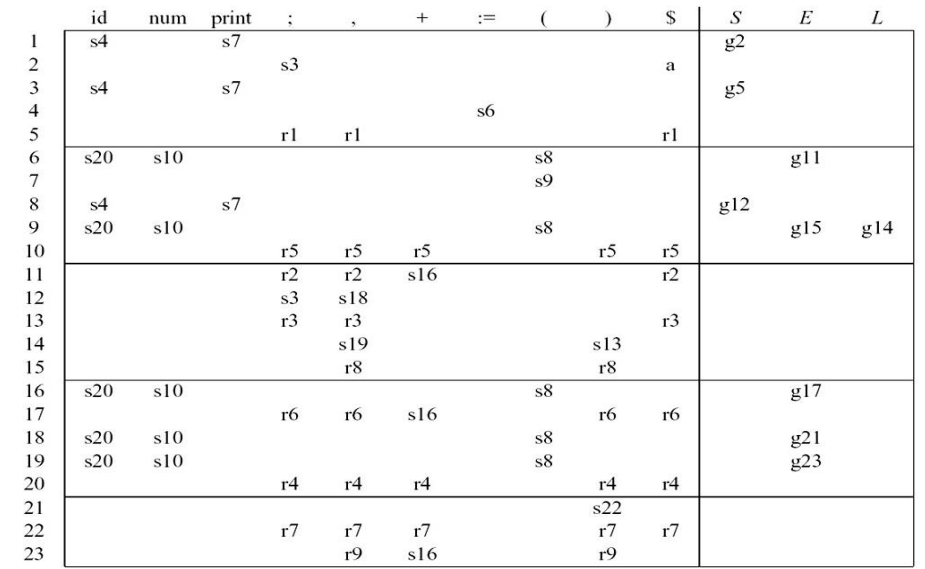 id num print ; , + := ( ) $ S E L
1 s4 s7 g2
2 s3 a
3 s4 s7 g5
4 s6
5 r1 r1 r1
6 s20 s10 s8 g11
7 s9
8 s4 s7 g12
9 s20 s10 s8 g15 g14
10 r5 r5 r5 r5 r5
11 r2 r2 s16 r2
12 s3 s18
13 r3 r3 r3
14 s19 s13
15 r8 r8
16 s20 s10 s8 g17
17 r6 r6 s16 r6 r6
18 s20 s10 s8 g21
19 s20 s10 s8 g23
20 r4 r4 r4 r4 r4
21 s22
22 r7 r7 r7 r7 r7
23 r9 s16 r9